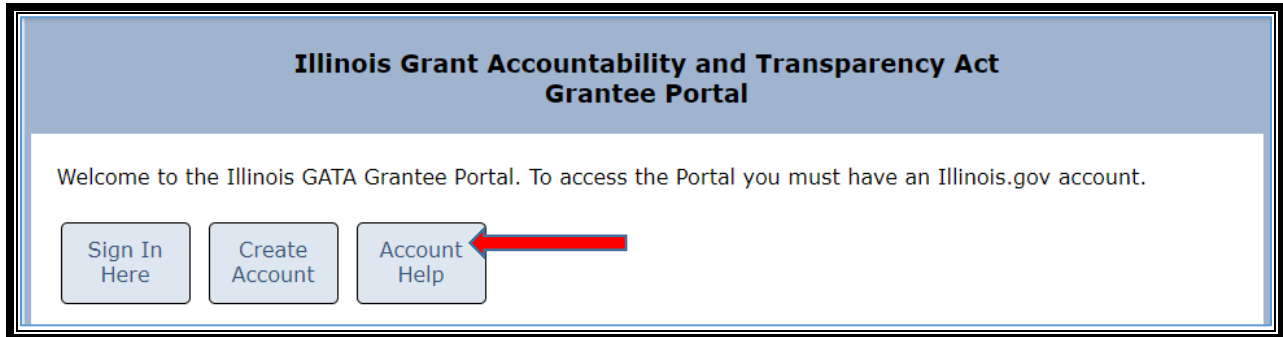 Illinois Grant Accountability and Transparency Act
Grantee Portal
Welcome to the Illinois GATA Grantee Portal. To access the Portal you must have an Illinois.gov account.
Sign In
Here
Create
Account
Account
Help